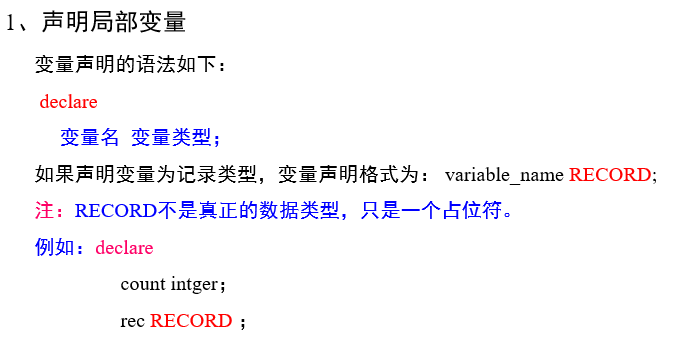 1、声明局部变量
变量声明的语法如下：
declare
变量名 变量类型；
如果声明变量为记录类型，变量声明格式为： variable_name RECORD;
注：RECORD不是真正的数据类型，只是一个占位符。
例如：declare
count intger；
rec RECORD ；